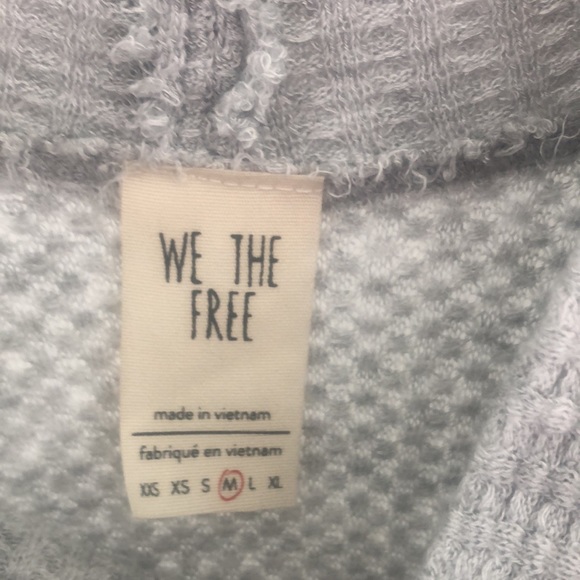 WE THE
FREE
made in vietnam
fabriqué en vietnam
XXS XS S M L XL